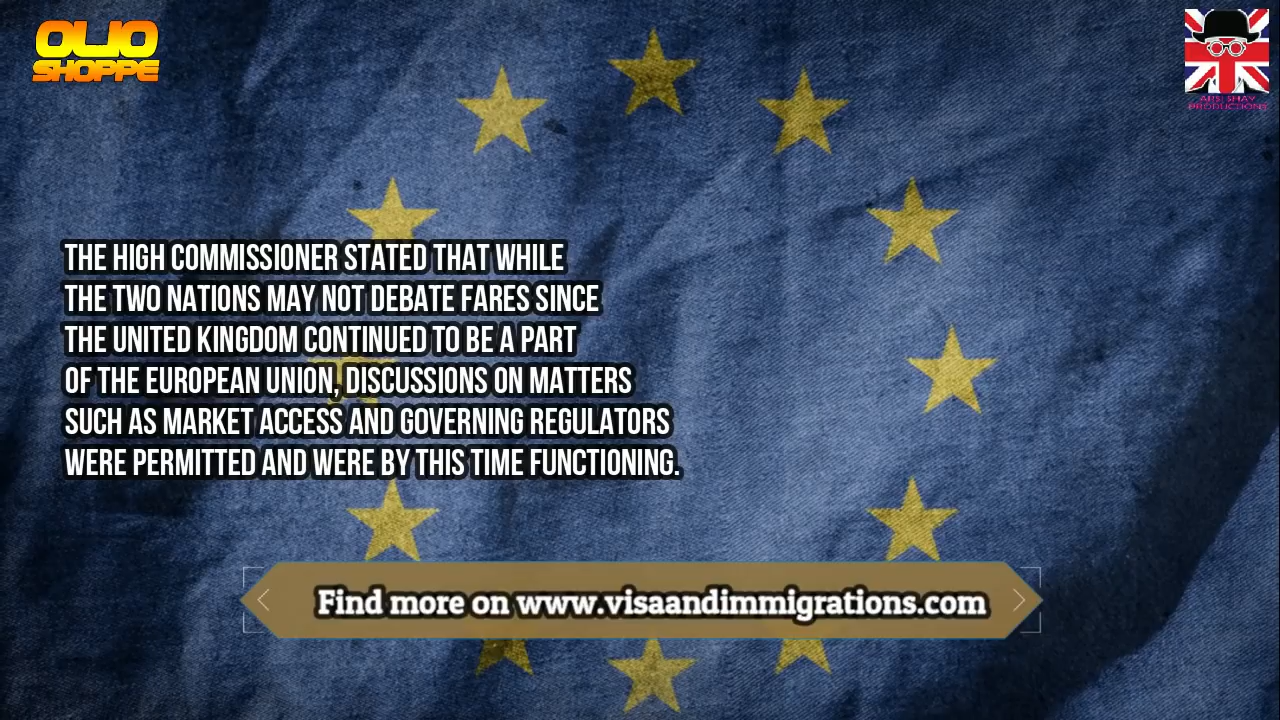 OLIO
SHOPPE
THE HIGH COMMISSIONER STATED THAT WHILE
THE TWO NATIONS MAY NOT DEBATE FARES SINCE
THE UNITED KINGDOM CONTINUED TO BE A PART
OF THE EUROPEAN UNION, DISCUSSIONS ON MATTERS
SUCH AS MARKET ACCESS AND GOVERNING REGULATORS
WERE PERMITTED AND WERE BY THIS TIME FUNCTIONING.
Find more on www.visaandimmigrations.com
SHAY
PRODUCTIONS